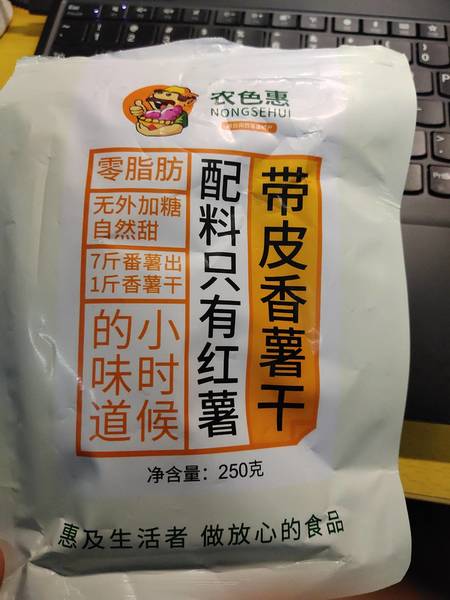 农色惠
NONGSEHUI
带皮香薯干
配料只有红薯
零脂肪
无外加糖
自然甜
7斤番薯出
1斤香薯干
小时候
的味道
净含量：250克
惠及生活者 做放心的食品